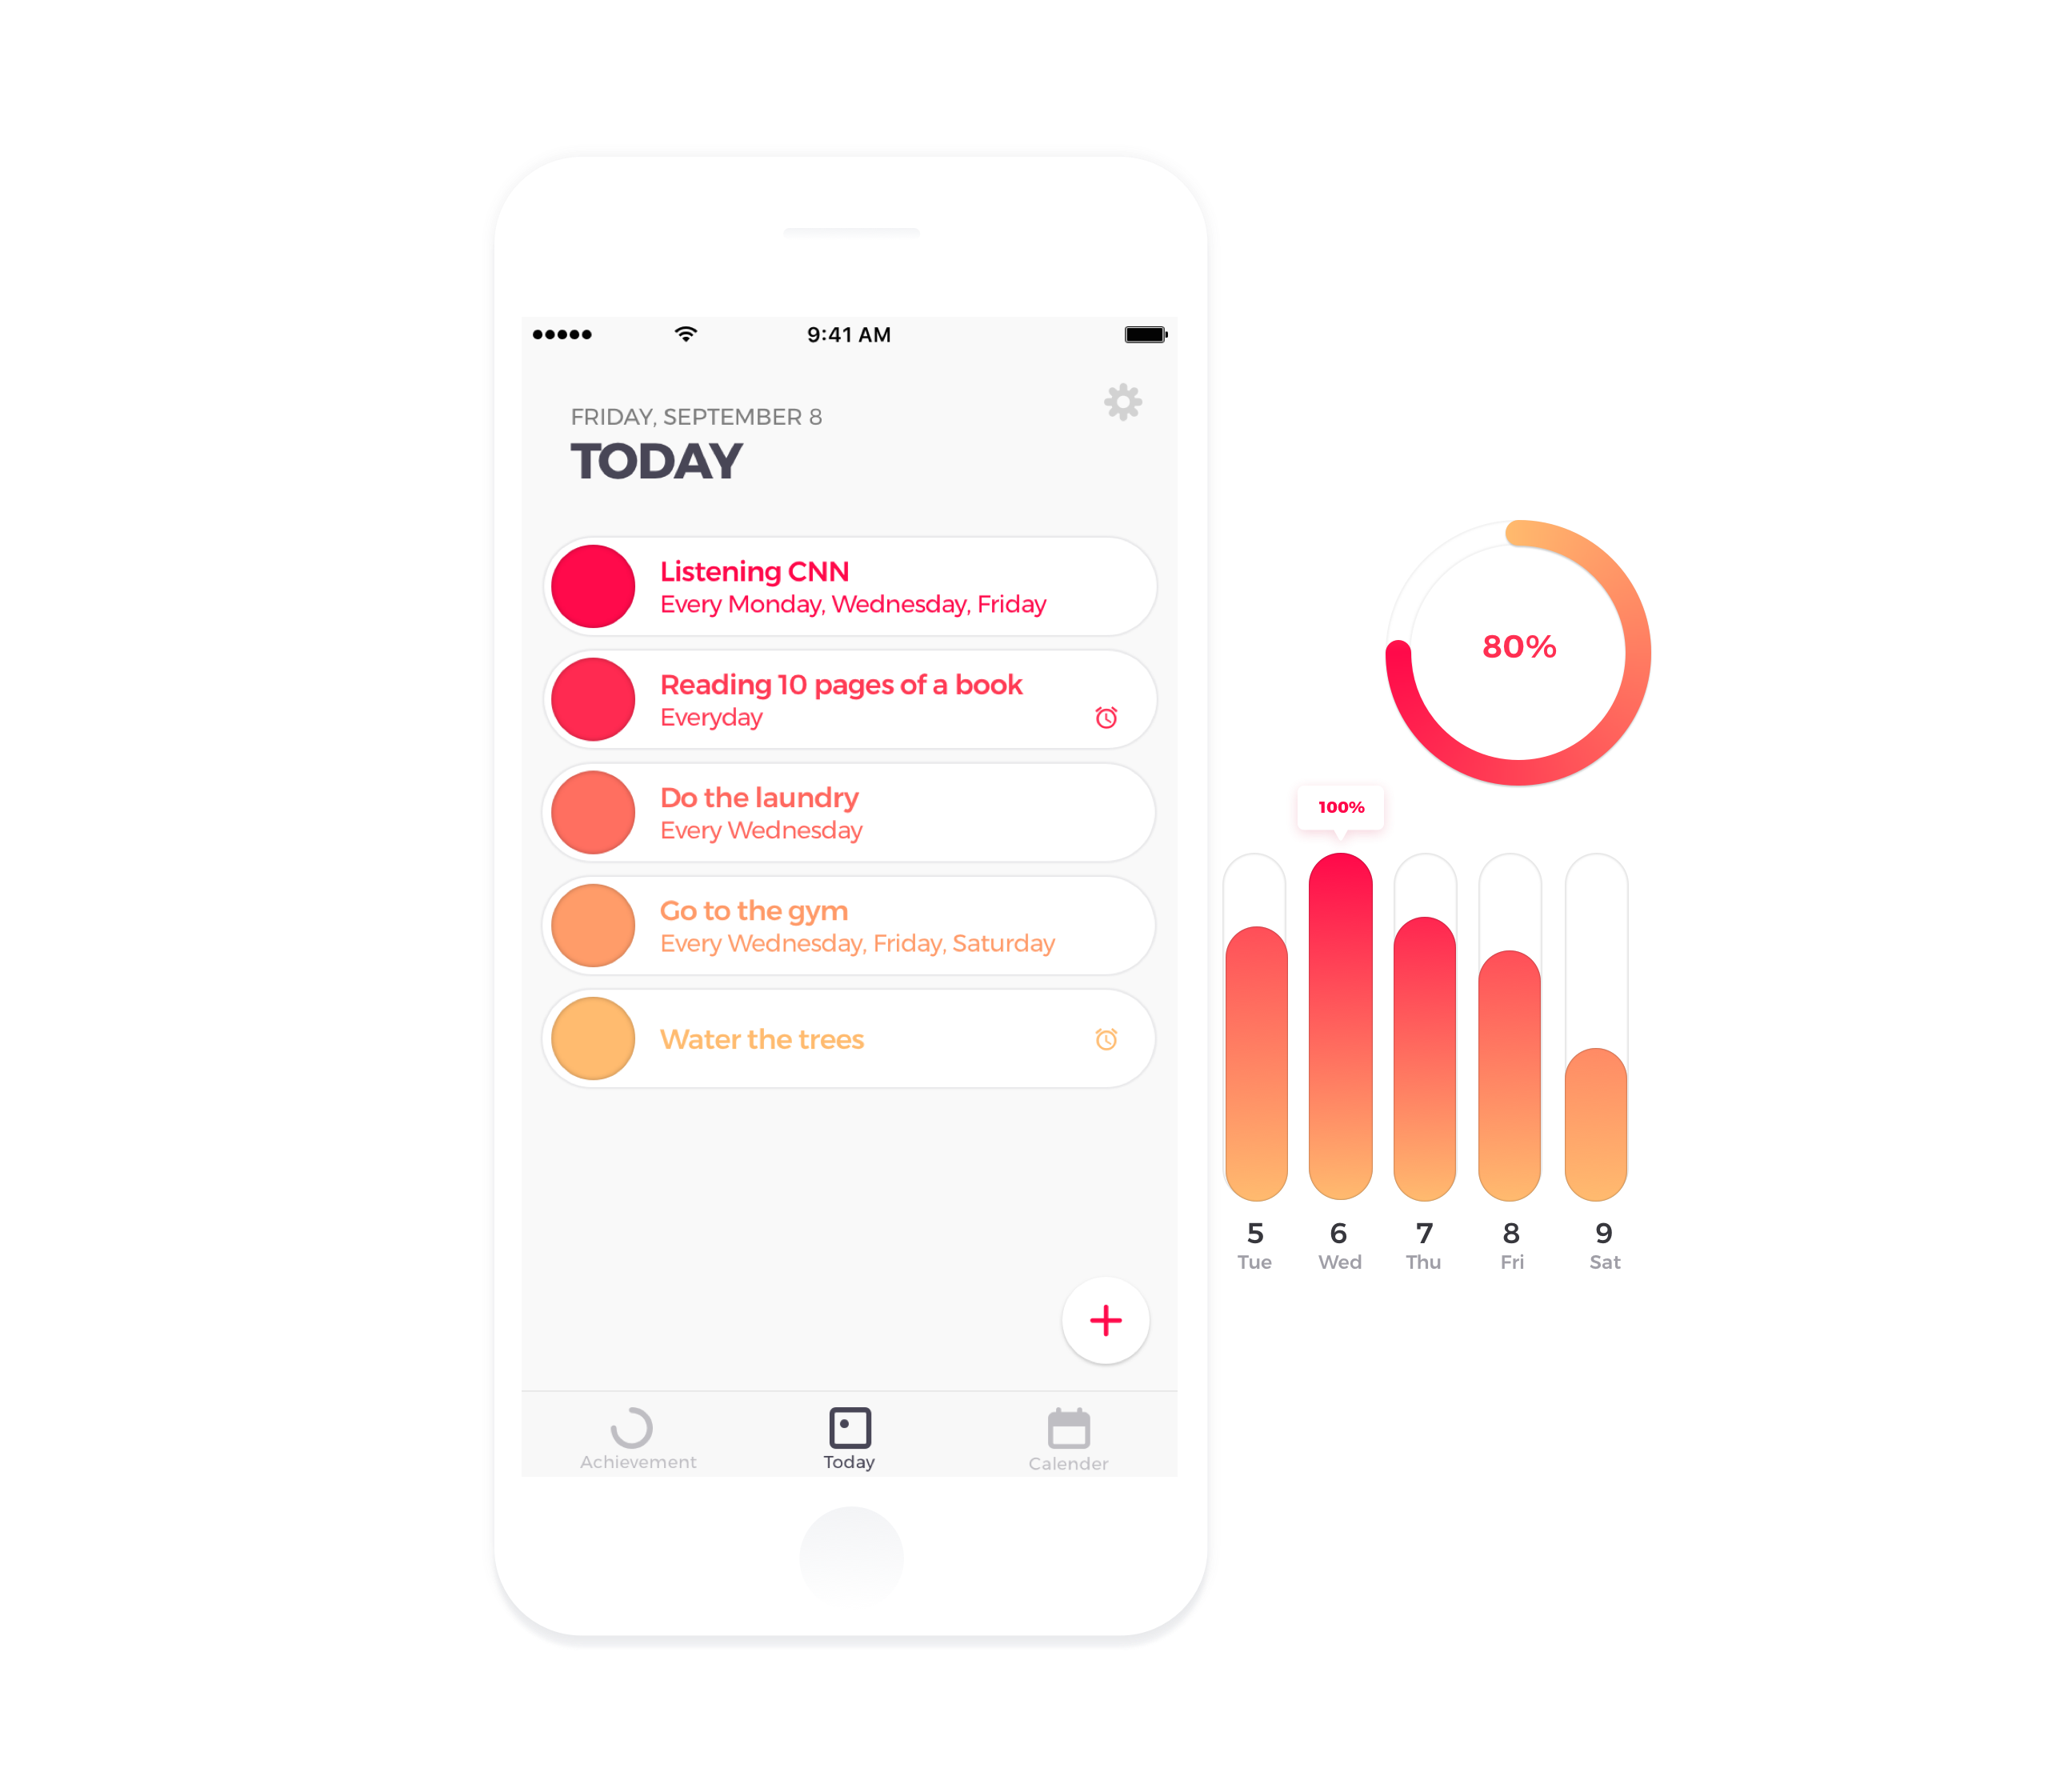 9:41 AM
FRIDAY, SEPTEMBER 8
TODAY
Listening CNN
Every Monday, Wednesday, Friday
Reading 10 pages of a book
Everyday
Do the laundry
Every Wednesday
Go to the gym
Every Wednesday, Friday, Saturday
Water the trees
Achievement
Today
Calender
80%
100%
5 6 7 8 9
Tue Wed Thu Fri Sat